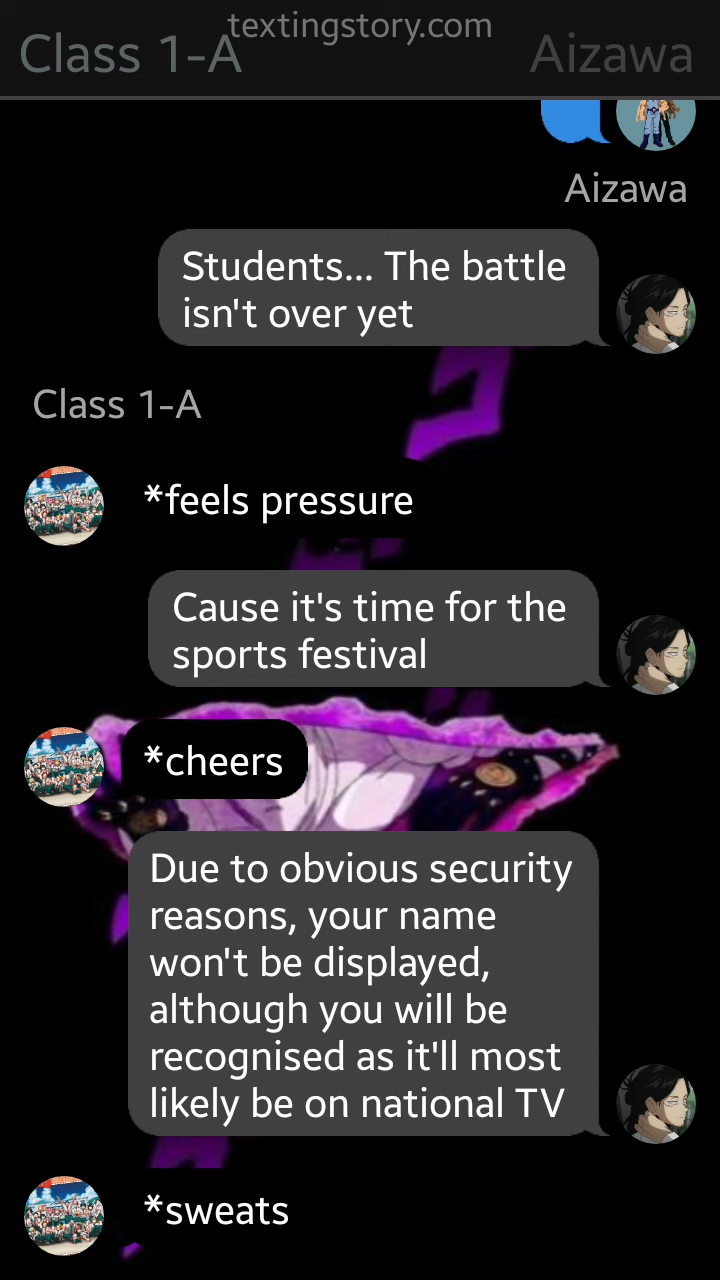 textingstory.com
Class 1-A
Aizawa
Aizawa
Students... The battle
isn't over yet
Class 1-A
*feels pressure
Cause it's time for the
sports festival
*cheers
Due to obvious security
reasons, your name
won't be displayed,
although you will be
recognised as it'll most
likely be on national TV
*sweats